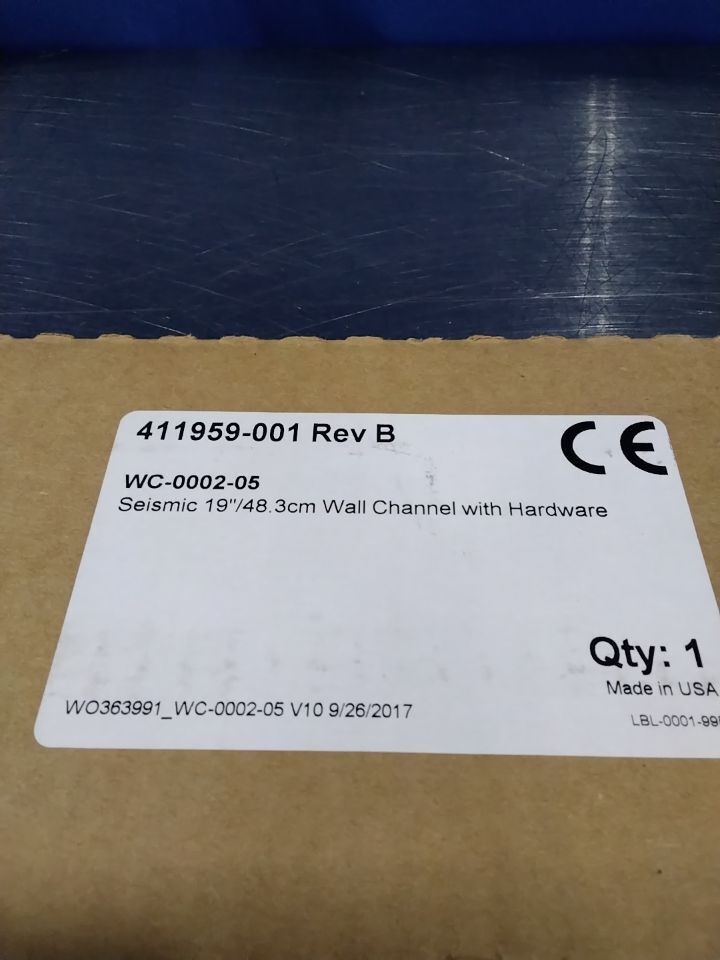 411959-001 Rev B
CE
WC-0002-05
Seismic 19"/48.3cm Wall Channel with Hardware
Qty: 1
Made in USA
WO363991_WC-0002-05 V10 9/26/2017